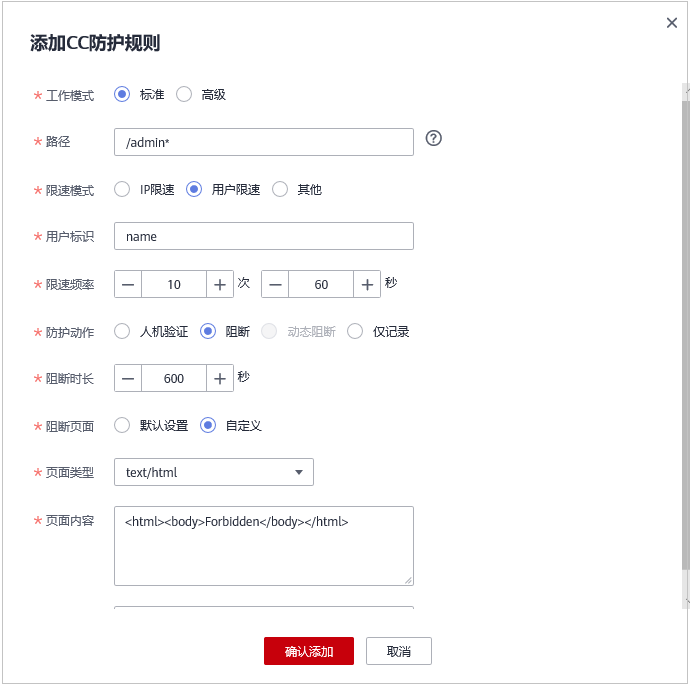 添加CC防护规则
* 工作模式 标准 高级
* 路径 /admin* ?
* 限速模式 IP限速 用户限速 其他
* 用户标识 name
* 限速频率 — 10 + 次 — 60 + 秒
* 防护动作 人机验证 阻断 动态阻断 仅记录
* 阻断时长 — 600 + 秒
* 阻断页面 默认设置 自定义
* 页面类型 text/html
* 页面内容 <html><body>Forbidden</body></html>
确认添加 取消